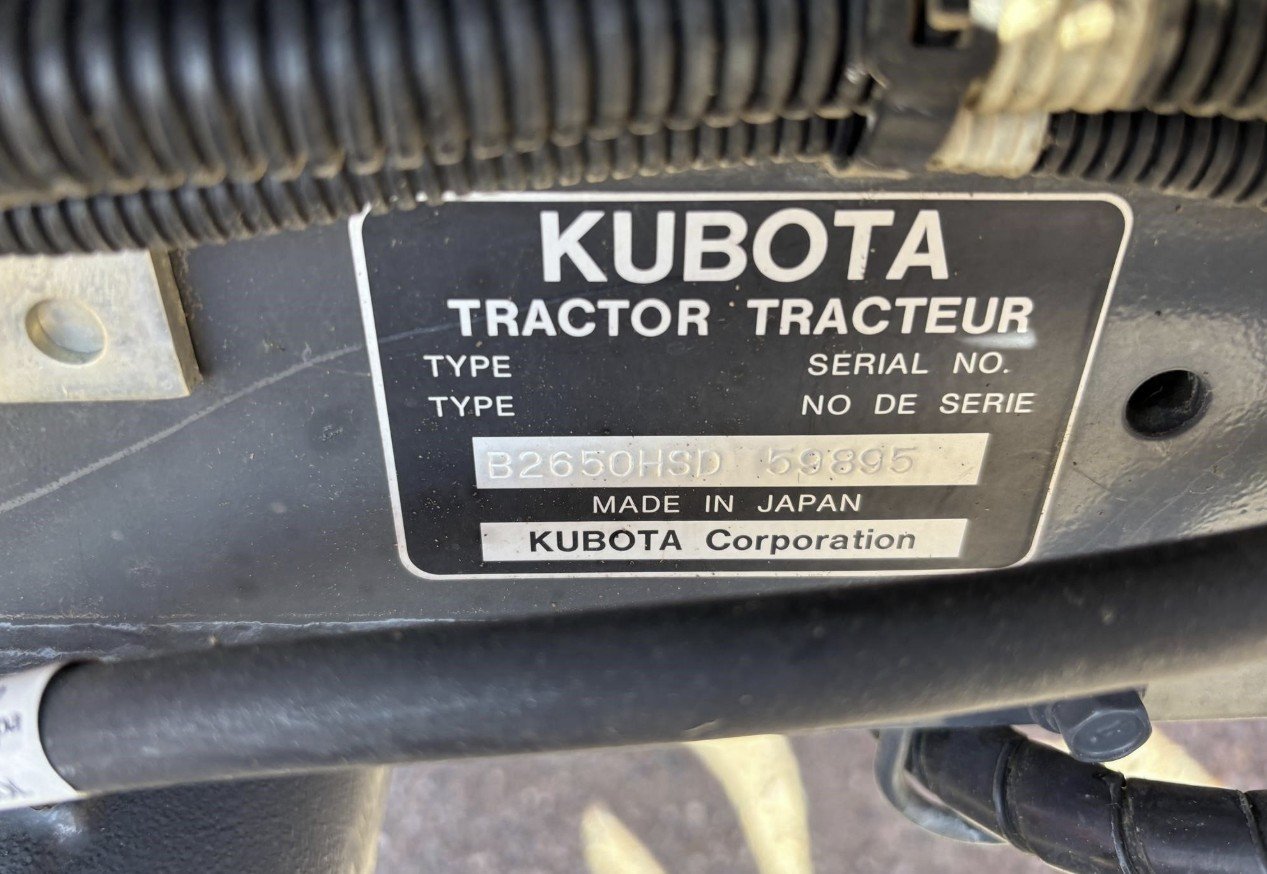 KUBOTA
TRACTOR TRACTEUR
TYPE SERIAL NO.
TYPE NO DE SERIE
B2650HSD 59895
MADE IN JAPAN
KUBOTA Corporation